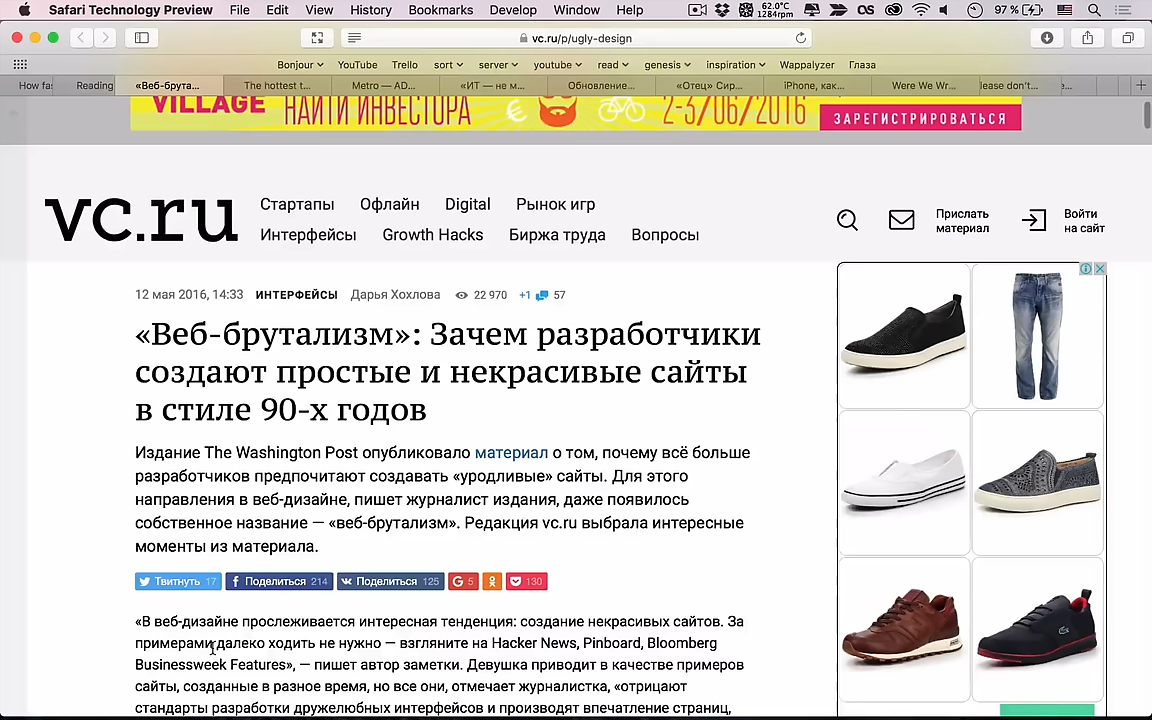 Safari Technology Preview File Edit View History Bookmarks Develop Window Help 62.0°C 1284rpm 97 %
vc.ru/p/ugly-design
Bonjour YouTube Trello sort server youtube read genesis inspiration Wappalyzer Глаза
How fa Reading «Веб-брута... The hottest t... Metro — AD... «ИТ — не м... Обновление... «Отец» Сир... iPhone, как... Were We Wr... lease don't... e...
VILLAGE НАЙТИ ИНВЕСТОРА € 2-3/06/2016 ЗАРЕГИСТРИРОВАТЬСЯ
vc.ru
Стартапы Офлайн Digital Рынок игр
Интерфейсы Growth Hacks Биржа труда Вопросы
Прислать
материал
Войти
на сайт
12 мая 2016, 14:33 ИНТЕРФЕЙСЫ Дарья Хохлова 22 970 +1 57
«Веб-брутализм»: Зачем разработчики
создают простые и некрасивые сайты
в стиле 90-х годов
Издание The Washington Post опубликовало материал о том, почему всё больше
разработчиков предпочитают создавать «уродливые» сайты. Для этого
направления в веб-дизайне, пишет журналист издания, даже появилось
собственное название — «веб-брутализм». Редакция vc.ru выбрала интересные
моменты из материала.
Твитнуть 17 Поделиться 214 Поделиться 125 G 5 130
«В веб-дизайне прослеживается интересная тенденция: создание некрасивых сайтов. За
примерами далеко ходить не нужно — взгляните на Hacker News, Pinboard, Bloomberg
Businessweek Features», — пишет автор заметки. Девушка приводит в качестве примеров
сайты, созданные в разное время, но все они, отмечает журналистка, «отрицают
стандарты разработки дружелюбных интерфейсов и производят впечатление страниц,